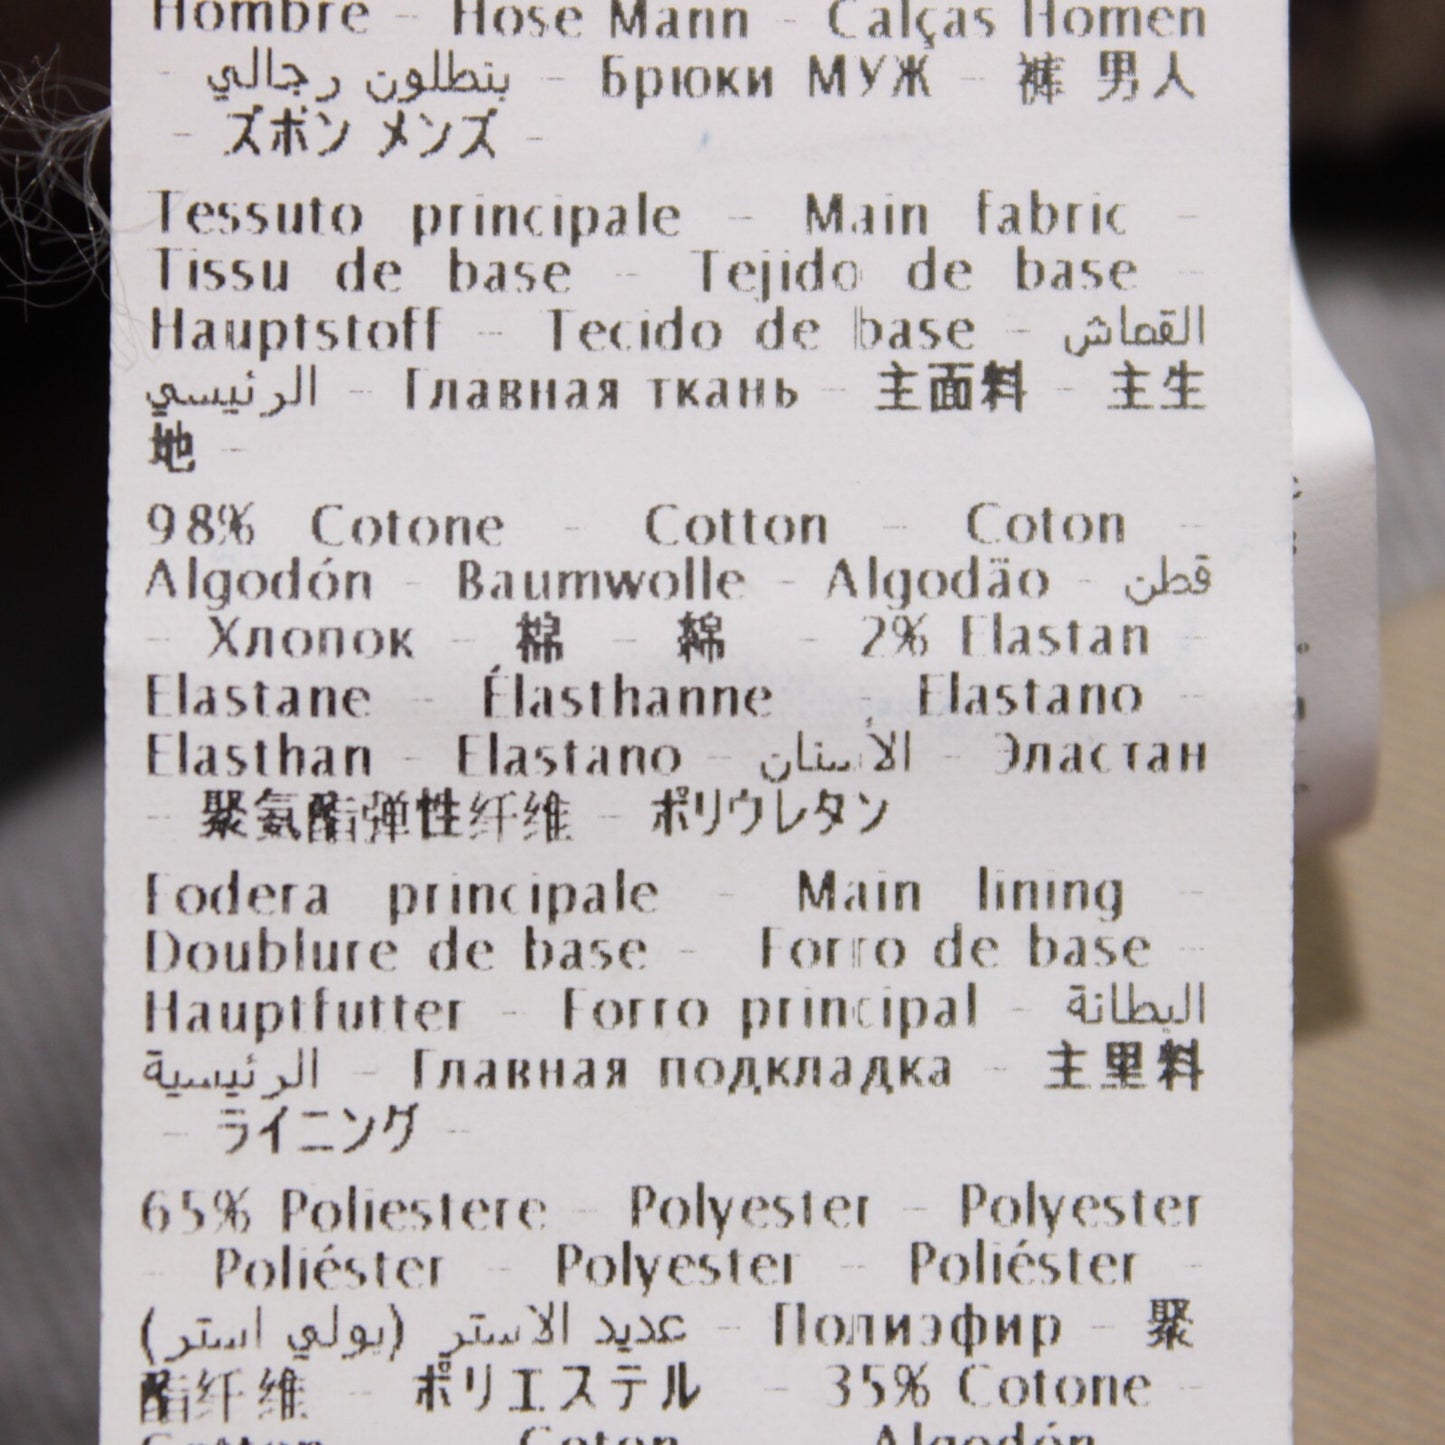 Hombre - Hose Mann - Calças Homen
- بنطلون رجالي - Брюки МУЖ - 裤 男人
- ズボン メンズ -
Tessuto principale - Main fabric -
Tissu de base - Tejido de base -
Hauptstoff - Tecido de base - القماش
الرئيسي - Главная ткань - 主面料 - 主生
地 -
98% Cotone - Cotton - Coton -
Algodón - Baumwolle - Algodão - قطن
- Хлопок - 棉 - 綿 - 2% Elastan -
Elastane - Élasthanne - Elastano -
Elasthan - Elastano - - Эластан
- 聚氨酯弹性纤维 - ポリウレタン
Fodera principale - Main lining -
Doublure de base - Forro de base -
Hauptfutter - Forro principal - البطانة
الرئيسية - Главная подкладка - 主里料
- ライニング -
65% Poliestere - Polyester - Polyester
- Poliéster - Polyester - Poliéster -
عديد الاستر (بولي استر) - Полиэфир - 聚
酯纤维 - ポリエステル - 35% Cotone -
Cotton Coton Algodón